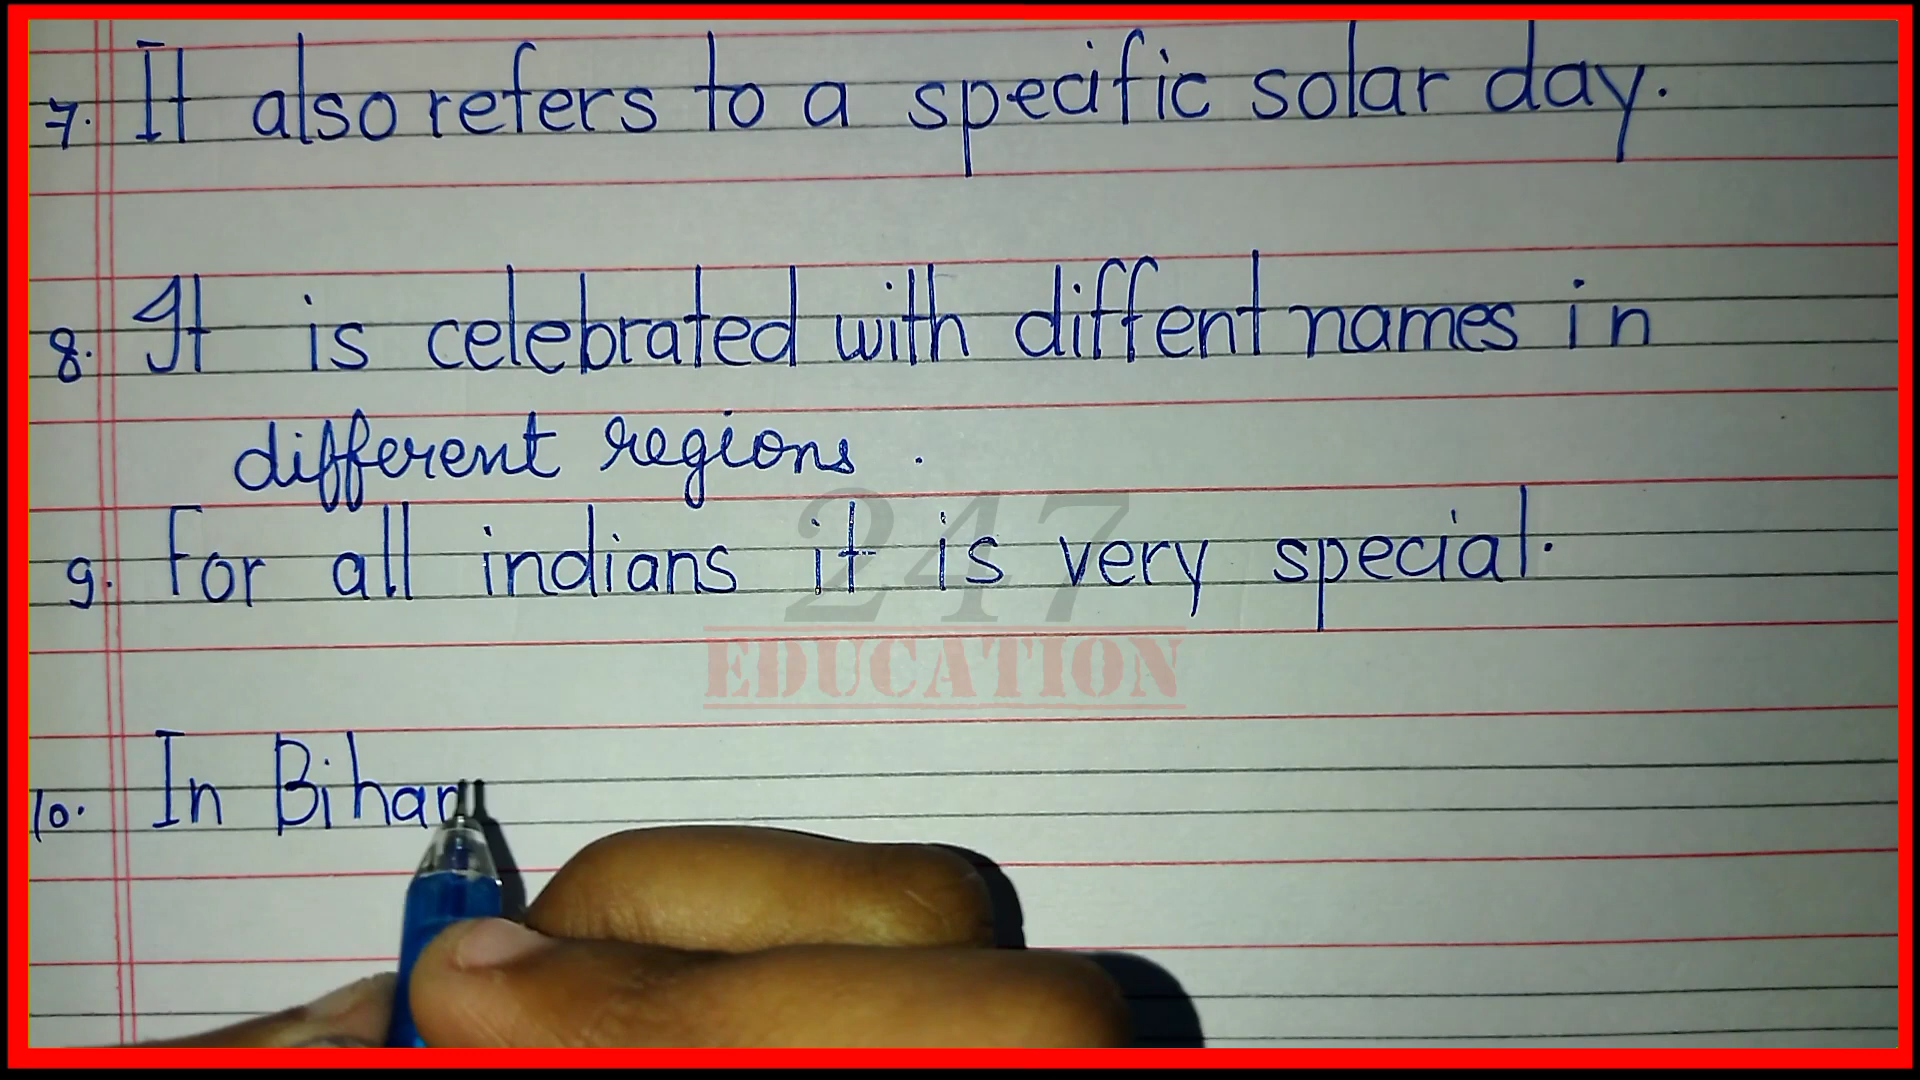 7. It also refers to a specific solar day.
8. It is celebrated with diffent names in
different regions.
9. For all indians it is very special.
247
EDUCATION
10. In Bihar